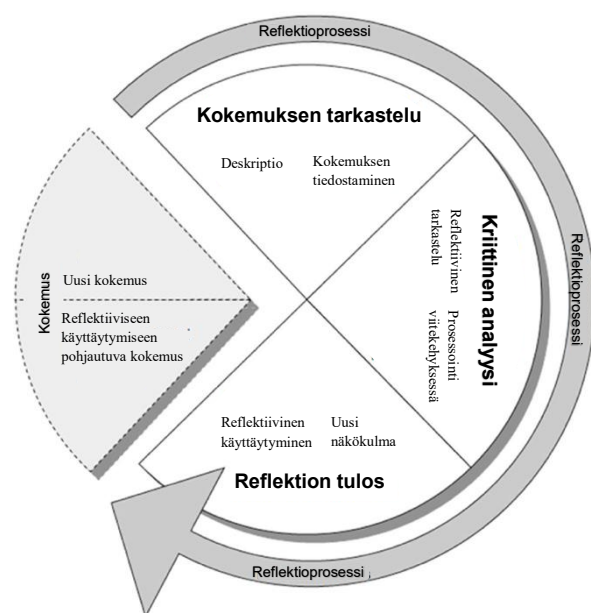 Reflektioprosessi
Kokemuksen tarkastelu
Deskriptio
Kokemuksen
tiedostaminen
Kriittinen analyysi
Reflektiivinen
tarkastelu
Prosessointi
viitekehyksessä
Reflektioprosessi
Kokemus
Uusi kokemus
Reflektiiviseen
käyttäytymiseen
pohjautuva kokemus
Reflektiivinen
käyttäytyminen
Uusi
näkökulma
Reflektion tulos
Reflektioprosessi